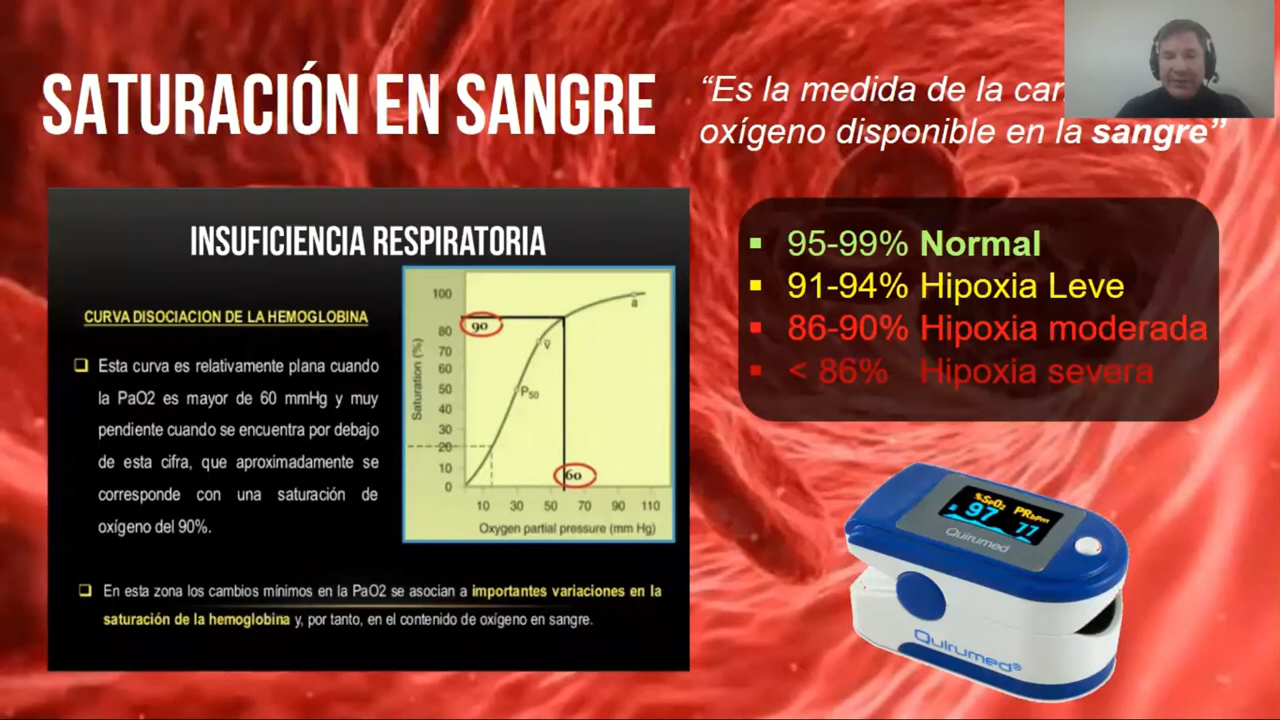 SATURACIÓN EN SANGRE
“Es la medida de la
oxígeno disponible en la sangre”
INSUFICIENCIA RESPIRATORIA
CURVA DISOCIACION DE LA HEMOGLOBINA
Esta curva es relativamente plana cuando
la PaO2 es mayor de 60 mmHg y muy
pendiente cuando se encuentra por debajo
de esta cifra, que aproximadamente se
corresponde con una saturación de
oxígeno del 90%.
100
90
80
70
60
50
40
30
20
10
0
Saturation (%)
a
v
P50
60
10 30 50 70 90 110
Oxygen partial pressure (mm Hg)
En esta zona los cambios mínimos en la PaO2 se asocian a importantes variaciones en la
saturación de la hemoglobina y, por tanto, en el contenido de oxígeno en sangre.
95-99% Normal
91-94% Hipoxia Leve
86-90% Hipoxia moderada
< 86% Hipoxia severa
%SpO2 PRbpm
97 77
Quirumed
Quirumed®